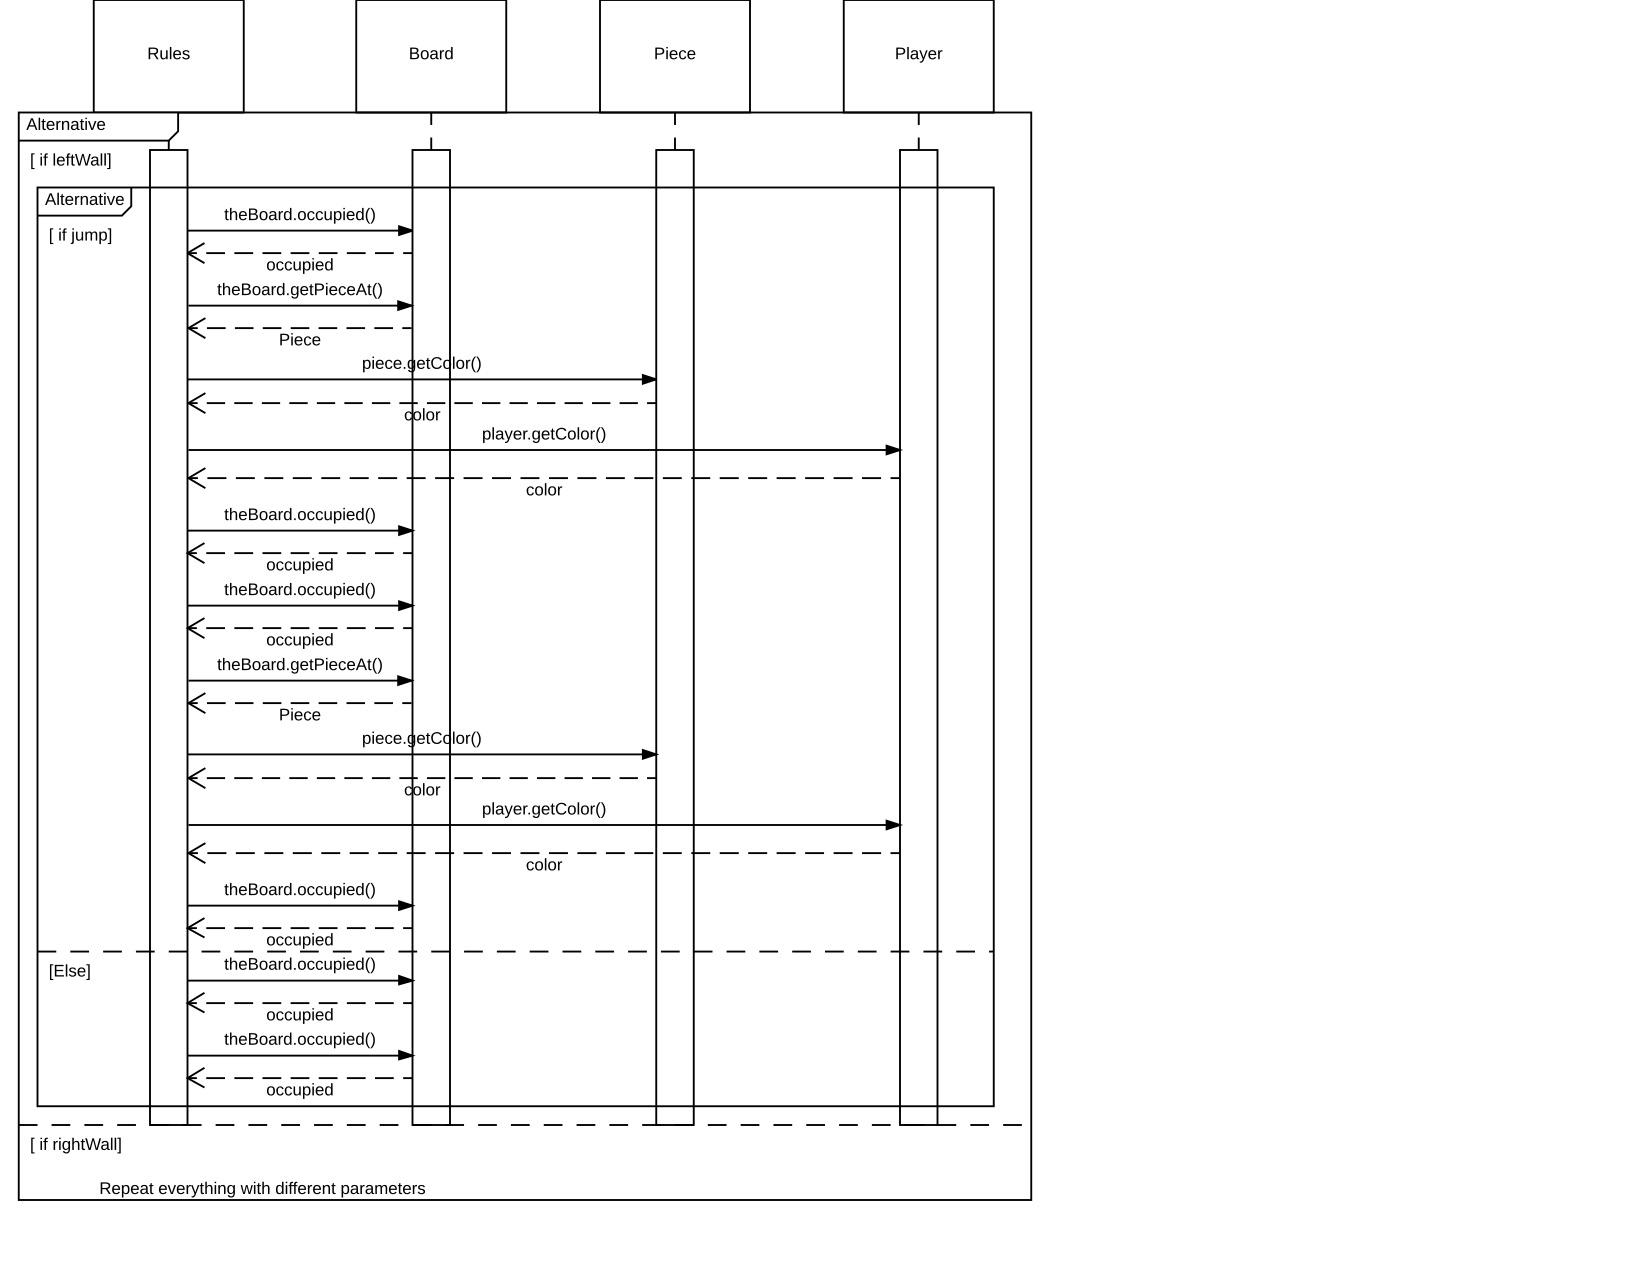 Rules
Board
Piece
Player
Alternative
[ if leftWall]
Alternative
theBoard.occupied()
[ if jump]
occupied
theBoard.getPieceAt()
Piece
piece.getColor()
color
player.getColor()
color
theBoard.occupied()
occupied
theBoard.occupied()
occupied
theBoard.getPieceAt()
Piece
piece.getColor()
color
player.getColor()
color
theBoard.occupied()
occupied
theBoard.occupied()
[Else]
occupied
theBoard.occupied()
occupied
[ if rightWall]
Repeat everything with different parameters